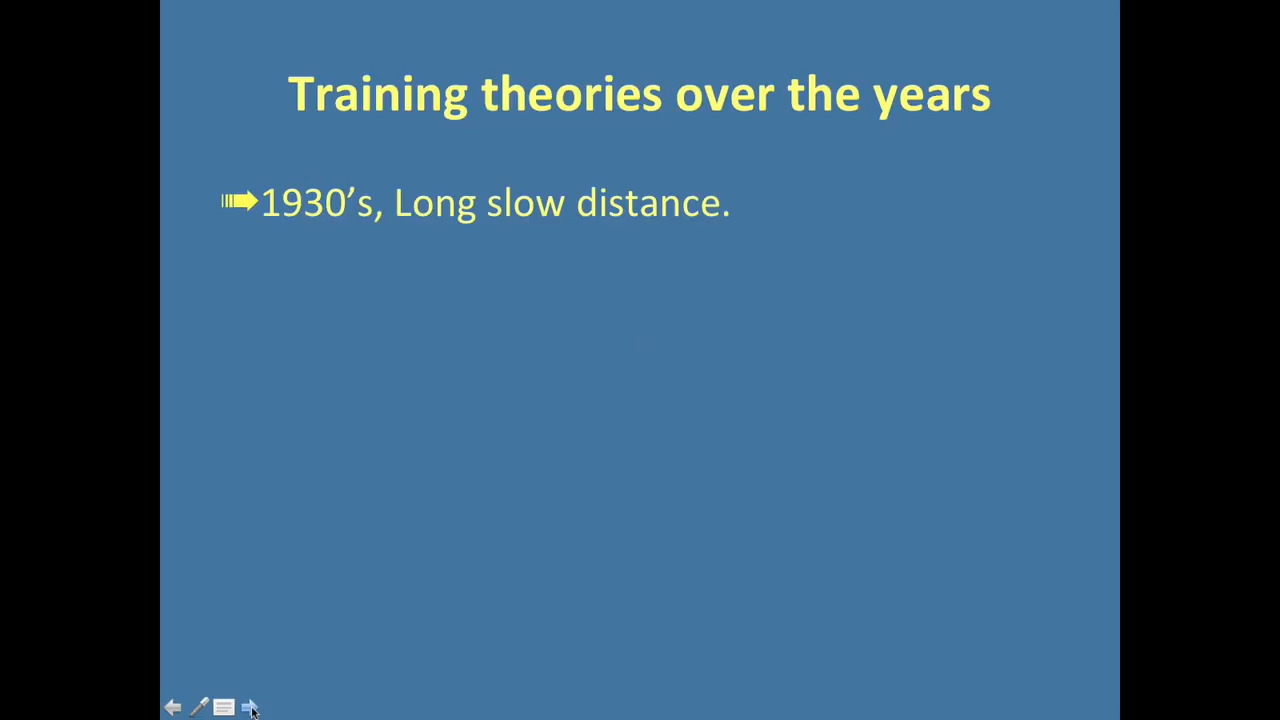 Training theories over the years
➠1930’s, Long slow distance.